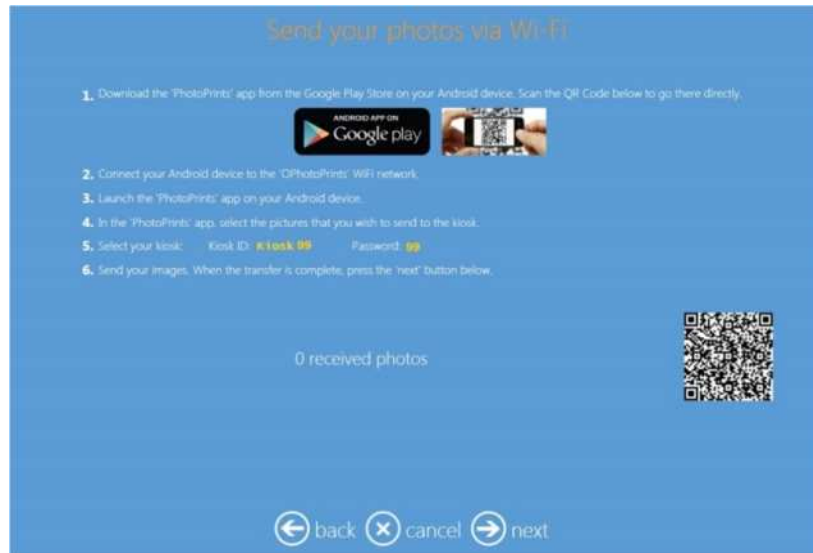 Send your photos via Wi-Fi
1. Download the 'PhotoPrints' app from the Google Play Store on your Android device. Scan the QR Code below to go there directly.
ANDROID APP ON
Google play
2. Connect your Android device to the 'OPhotoPrints' WiFi network.
3. Launch the 'PhotoPrints' app on your Android device.
4. In the 'PhotoPrints' app, select the pictures that you wish to send to the kiosk.
5. Select your kiosk: Kiosk ID: Kiosk 99 Password: 99
6. Send your images. When the transfer is complete, press the 'next' button below.
0 received photos
back cancel next